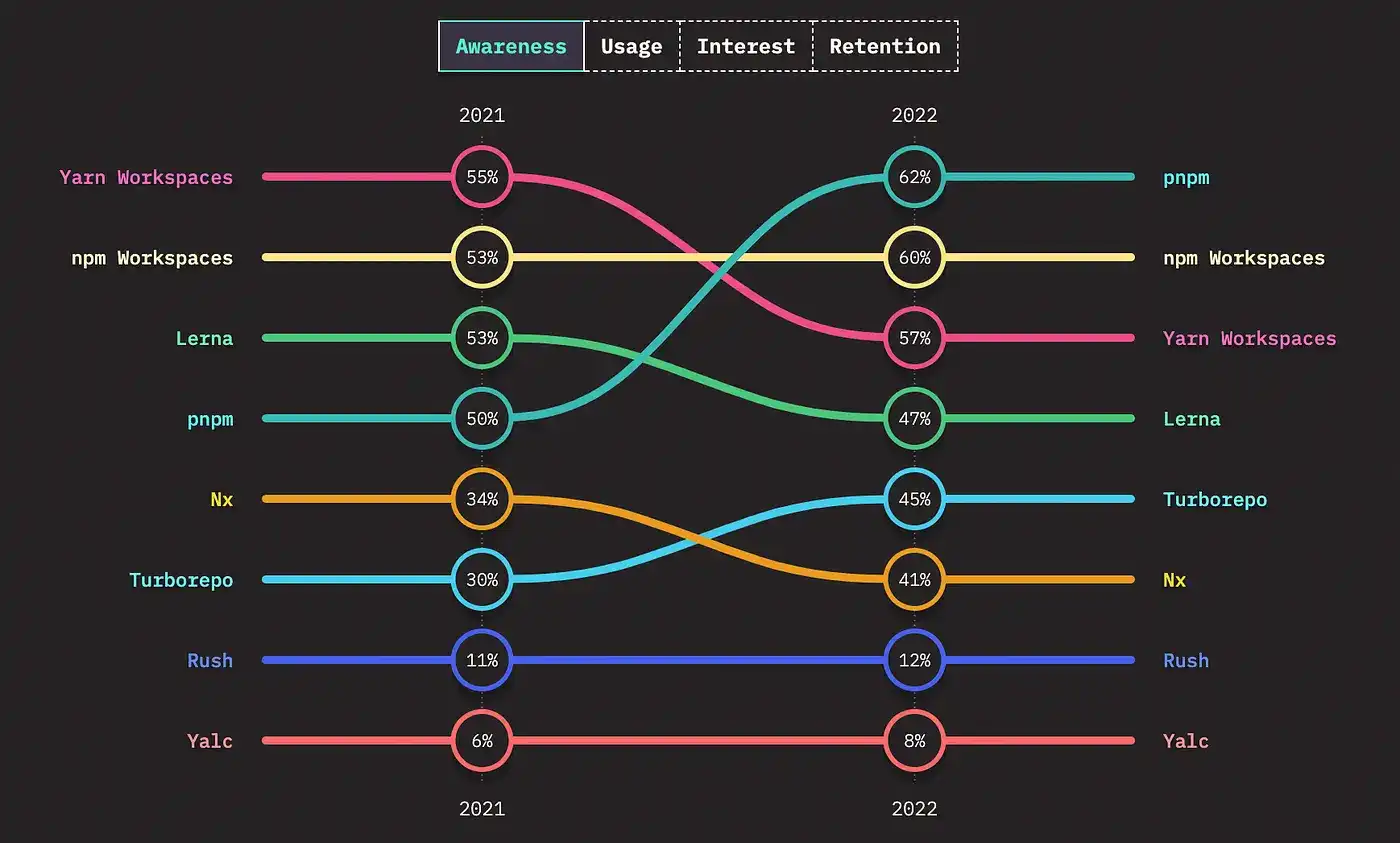 Awareness Usage Interest Retention
2021 2022
Yarn Workspaces 55% 62% pnpm
npm Workspaces 53% 60% npm Workspaces
Lerna 53% 57% Yarn Workspaces
pnpm 50% 47% Lerna
Nx 34% 45% Turborepo
Turborepo 30% 41% Nx
Rush 11% 12% Rush
Yalc 6% 8% Yalc
2021 2022